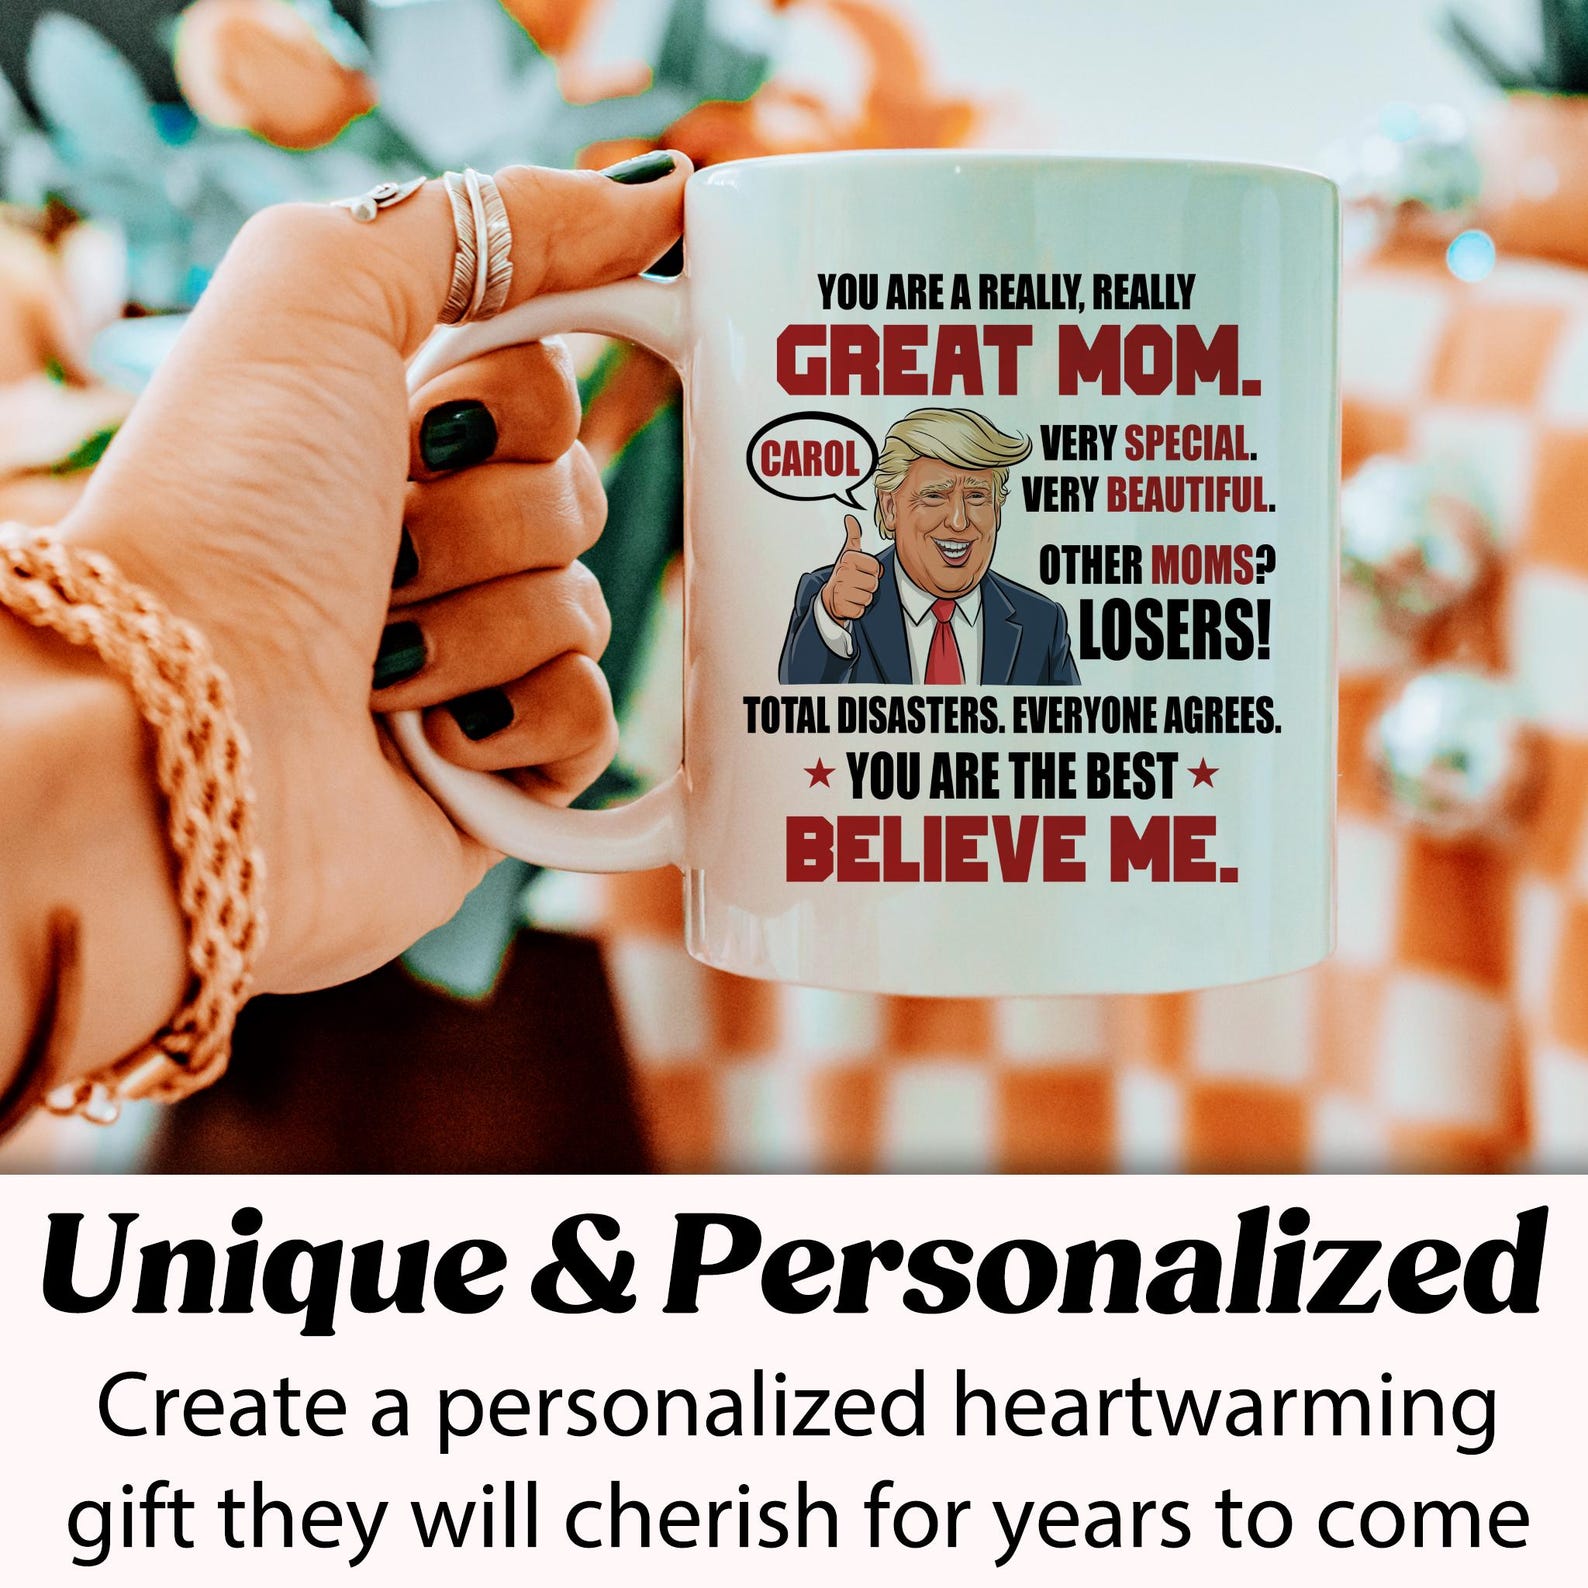 YOU ARE A REALLY, REALLY
GREAT MOM.
CAROL
VERY SPECIAL.
VERY BEAUTIFUL.
OTHER MOMS?
LOSERS!
TOTAL DISASTERS. EVERYONE AGREES.
★ YOU ARE THE BEST ★
BELIEVE ME.
Unique & Personalized
Create a personalized heartwarming
gift they will cherish for years to come